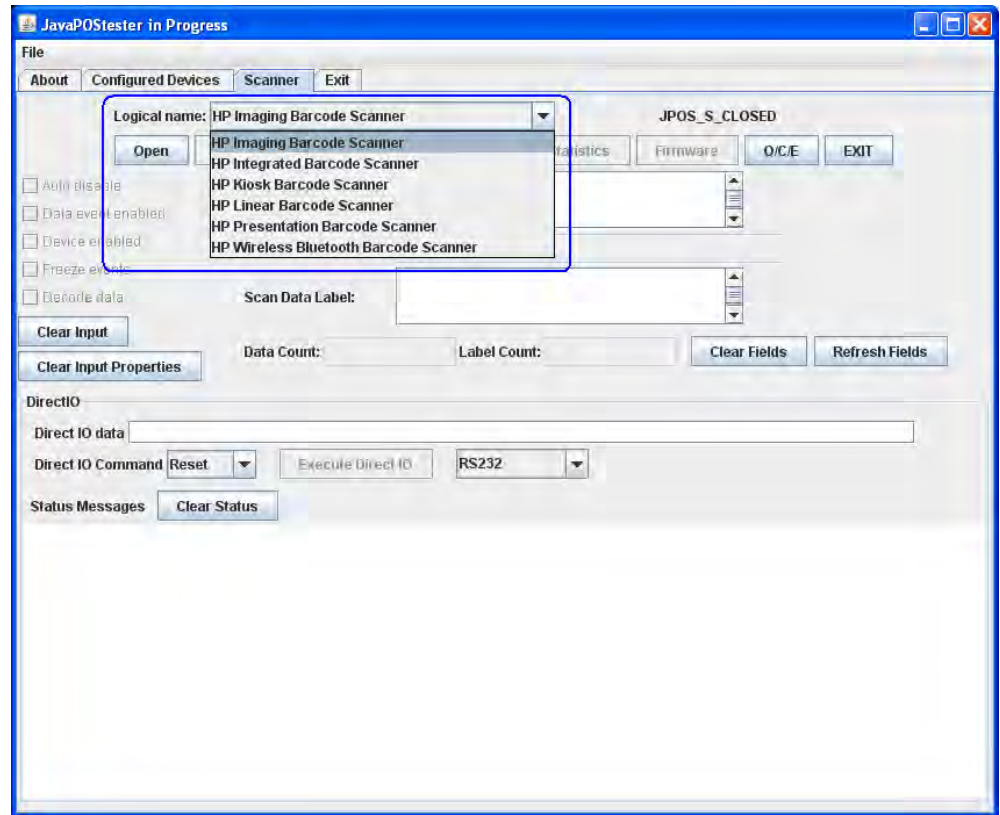 JavaPOStester in Progress
File
About Configured Devices Scanner Exit
Logical name: HP Imaging Barcode Scanner JPOS_S_CLOSED
Open Firmware O/C/E EXIT
HP Imaging Barcode Scanner
HP Integrated Barcode Scanner
HP Kiosk Barcode Scanner
HP Linear Barcode Scanner
HP Presentation Barcode Scanner
HP Wireless Bluetooth Barcode Scanner
Auto disable
Data event enabled
Device enabled
Freeze events
Decode data
Scan Data Label:
Clear Input
Clear Input Properties
Data Count: Label Count: Clear Fields Refresh Fields
DirectIO
Direct IO data
Direct IO Command Reset Execute Direct IO RS232
Status Messages Clear Status